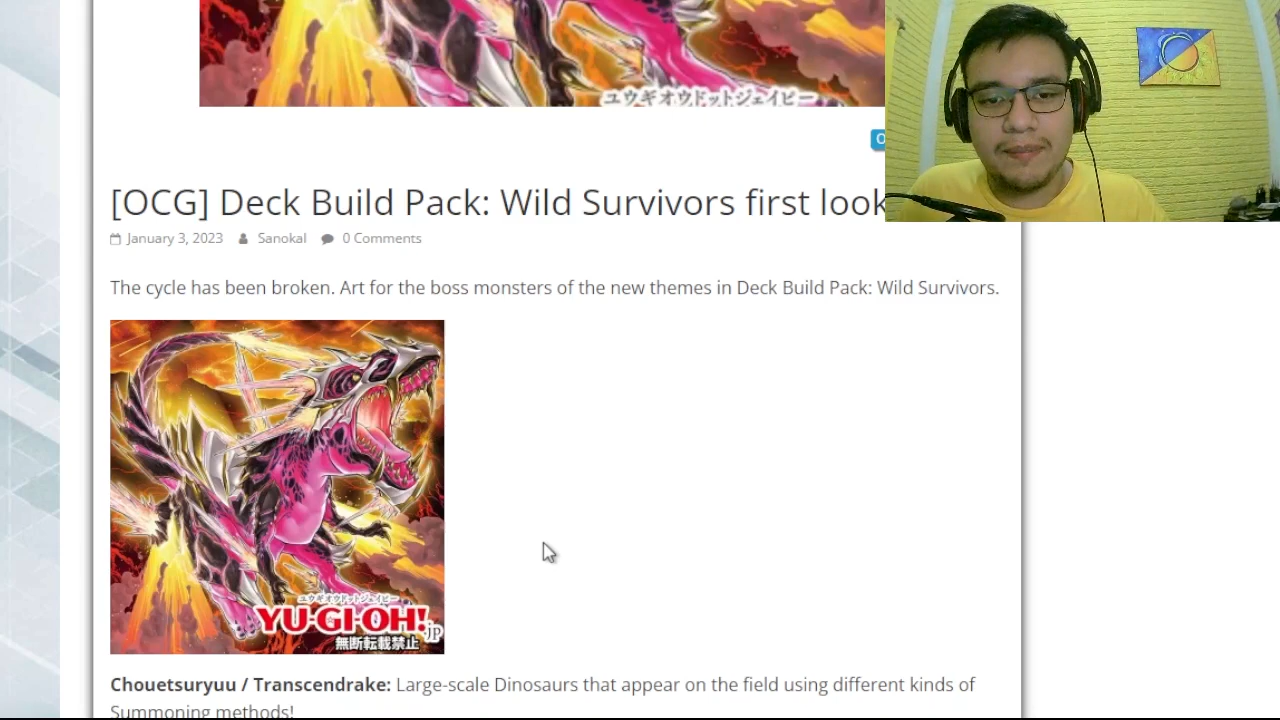 ユウギオウドットジェイピー
O
[OCG] Deck Build Pack: Wild Survivors first look
January 3, 2023 Sanokal 0 Comments
The cycle has been broken. Art for the boss monsters of the new themes in Deck Build Pack: Wild Survivors.
ユウギオウドットジェイピー
YU-GI-OH!.jp
無断転載禁止
Chouetsuryuu / Transcendrake: Large-scale Dinosaurs that appear on the field using different kinds of
Summoning methods!